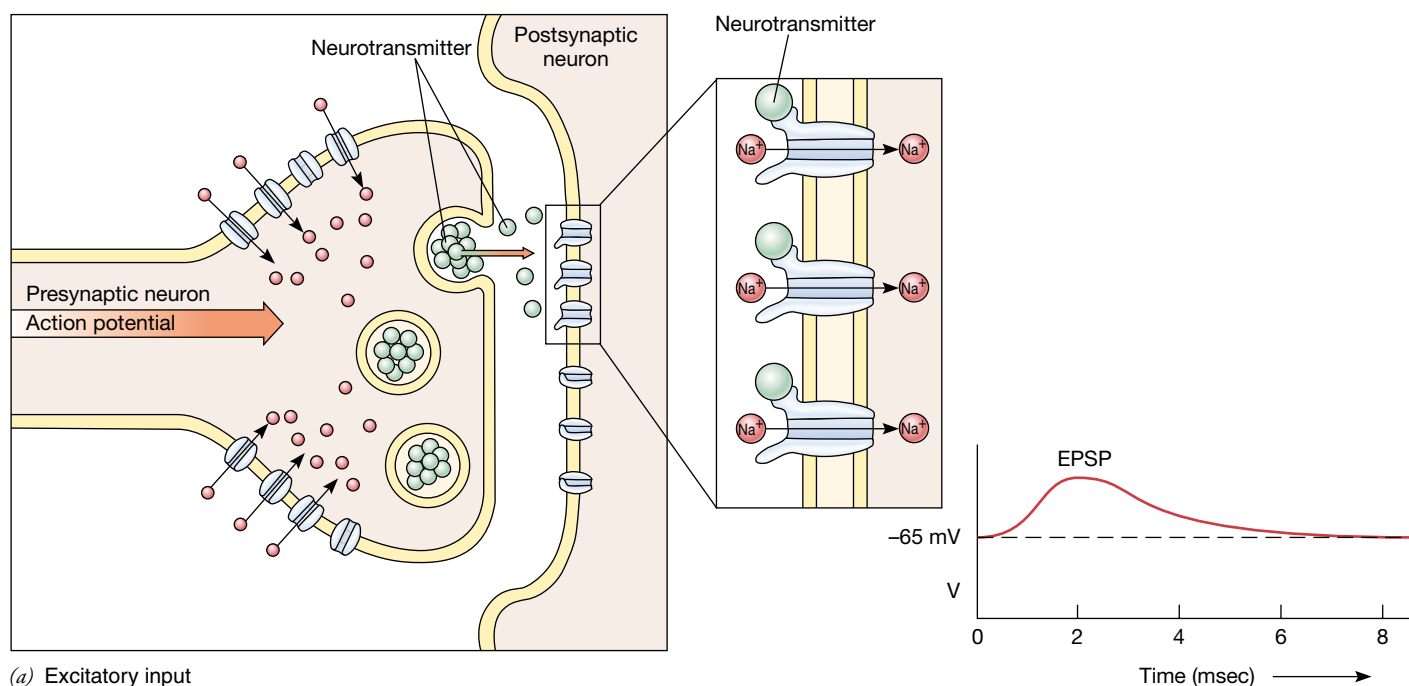 Neurotransmitter
Postsynaptic
neuron
Neurotransmitter
Na+
Na+
Na+
Na+
Na+
Na+
Presynaptic neuron
Action potential
EPSP
–65 mV
V
0 2 4 6 8
Time (msec)
(a) Excitatory input